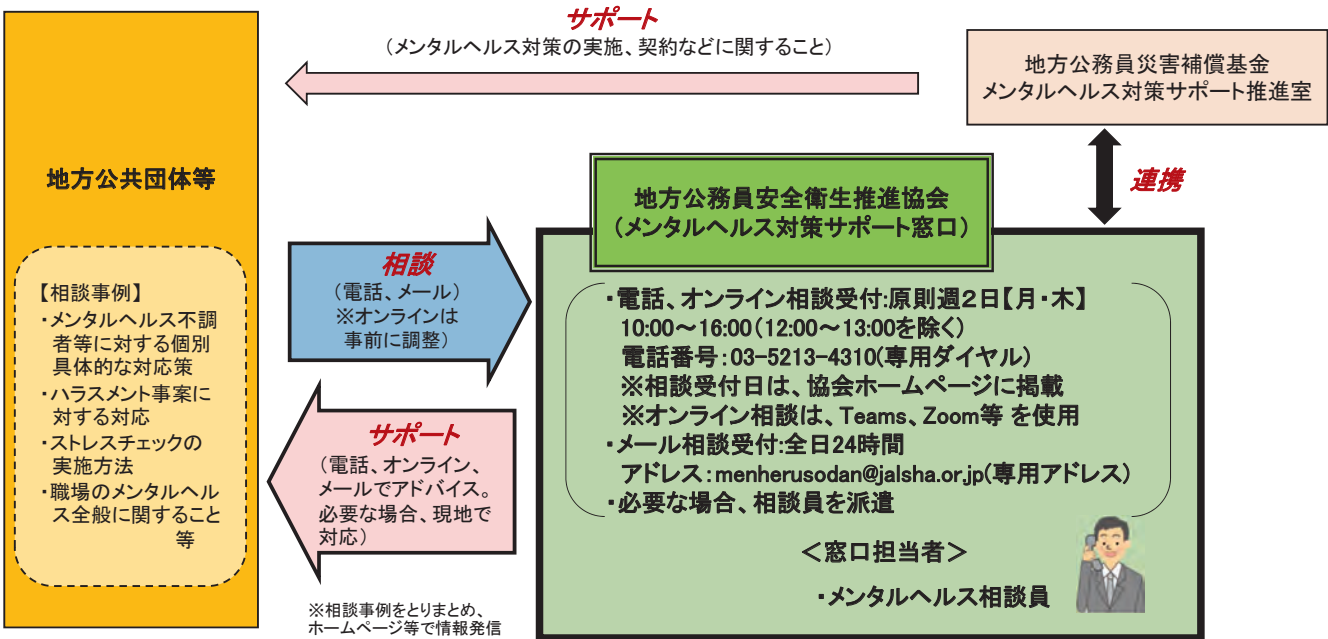 サポート
（メンタルヘルス対策の実施、契約などに関すること）
地方公務員災害補償基金
メンタルヘルス対策サポート推進室
連携
地方公共団体等
【相談事例】
・メンタルヘルス不調
者等に対する個別
具体的な対応策
・ハラスメント事案に
対する対応
・ストレスチェックの
実施方法
・職場のメンタルヘル
ス全般に関すること
等
相談
（電話、メール）
※オンラインは
事前に調整）
サポート
（電話、オンライン、
メールでアドバイス。
必要な場合、現地で
対応）
※相談事例をとりまとめ、
ホームページ等で情報発信
地方公務員安全衛生推進協会
（メンタルヘルス対策サポート窓口）
・電話、オンライン相談受付:原則週２日【月・木】
10:00～16:00（12:00～13:00を除く）
電話番号：03-5213-4310(専用ダイヤル）
※相談受付日は、協会ホームページに掲載
※オンライン相談は、Teams、Zoom等 を使用
・メール相談受付:全日24時間
アドレス：menherusodan@jalsha.or.jp(専用アドレス）
・必要な場合、相談員を派遣
＜窓口担当者＞
・メンタルヘルス相談員